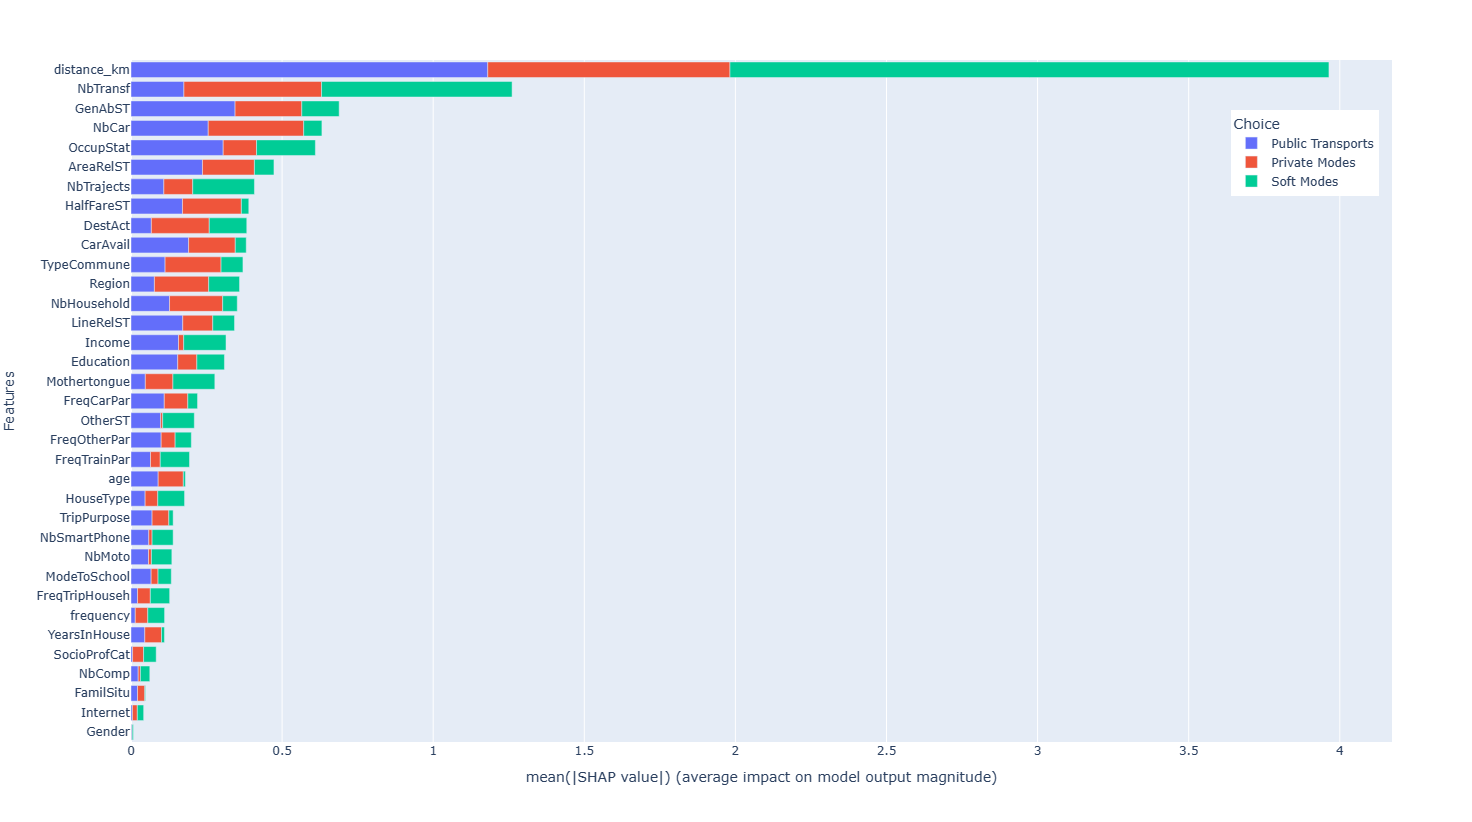 distance_km
NbTransf
GenAbST
NbCar
OccupStat
AreaRelST
NbTrajects
HalfFareST
DestAct
CarAvail
TypeCommune
Region
NbHousehold
LineRelST
Income
Education
Mothertongue
FreqCarPar
OtherST
FreqOtherPar
FreqTrainPar
age
HouseType
TripPurpose
NbSmartPhone
NbMoto
ModeToSchool
FreqTripHouseh
frequency
YearsInHouse
SocioProfCat
NbComp
FamilSitu
Internet
Gender
Features
Choice
Public Transports
Private Modes
Soft Modes
0 0.5 1 1.5 2 2.5 3 3.5 4
mean(|SHAP value|) (average impact on model output magnitude)